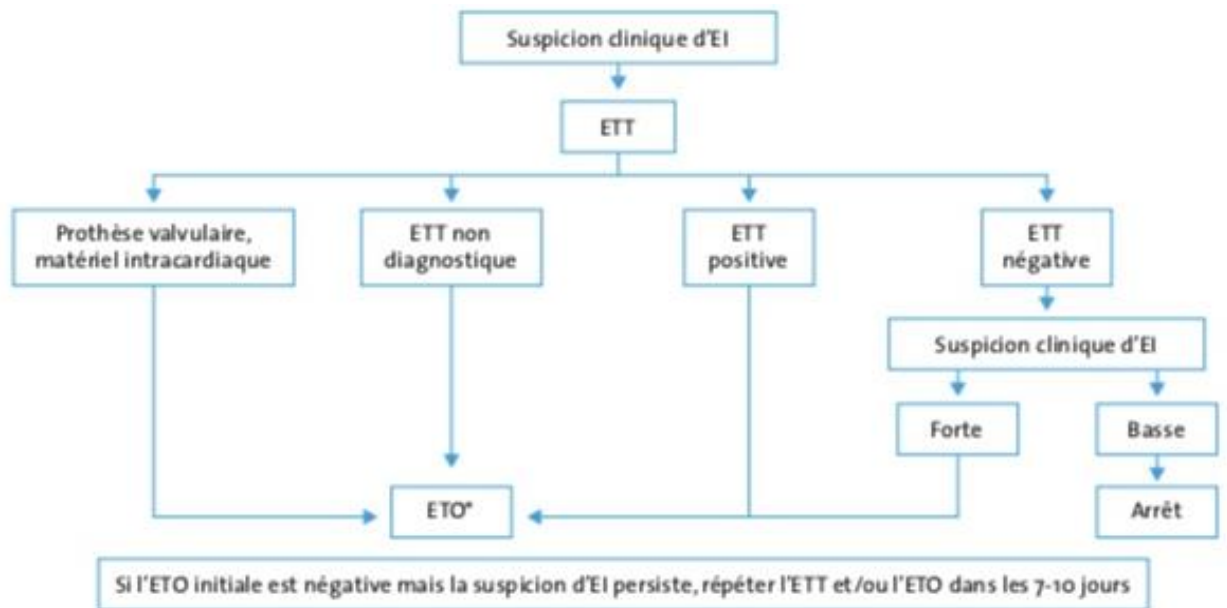 Suspicion clinique d'EI
ETT
Prothèse valvulaire,
matériel intracardiaque
ETT non
diagnostique
ETT
positive
ETT
négative
Suspicion clinique d'EI
Forte
Basse
ETO*
Arrêt
Si l'ETO initiale est négative mais la suspicion d'EI persiste, répéter l'ETT et/ou l'ETO dans les 7-10 jours